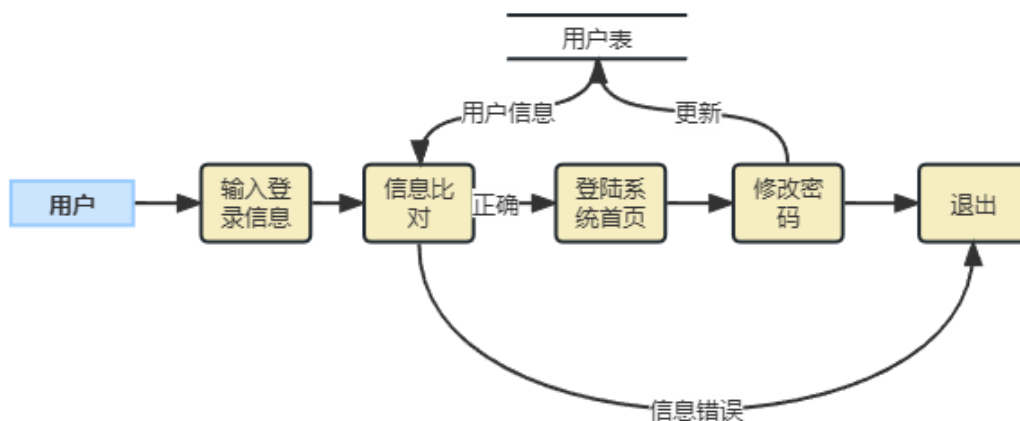 用户表
用户信息
更新
用户
输入登
录信息
信息比
对
正确
登陆系
统首页
修改密
码
退出
信息错误